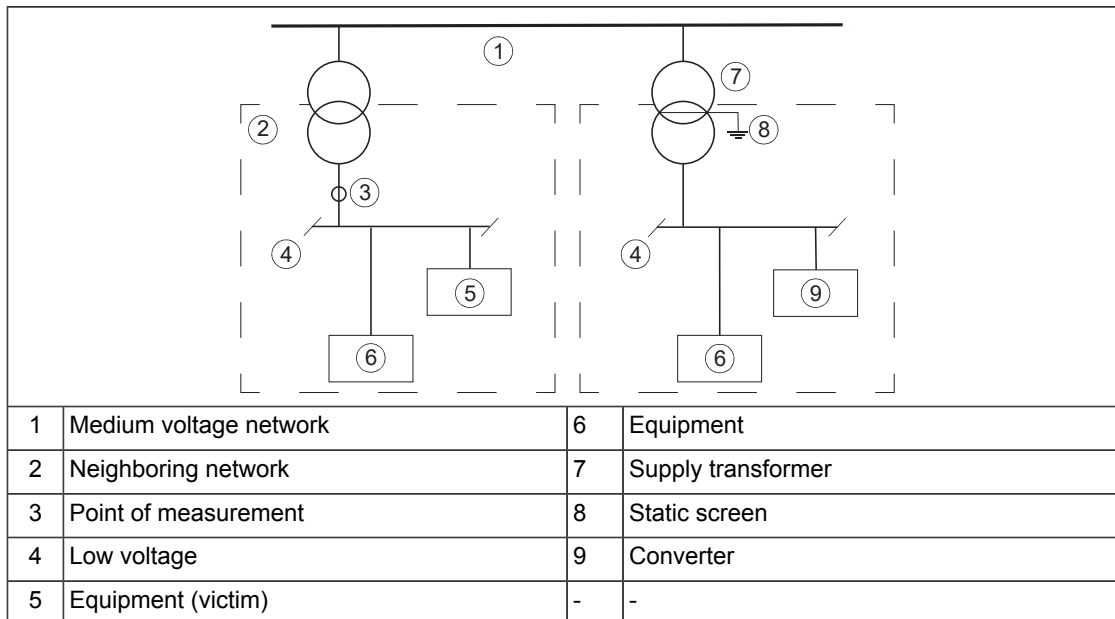 ①
⑦
②
⑧
③
④
④
⑤
⑨
⑥
⑥
1 Medium voltage network 6 Equipment
2 Neighboring network 7 Supply transformer
3 Point of measurement 8 Static screen
4 Low voltage 9 Converter
5 Equipment (victim) - -